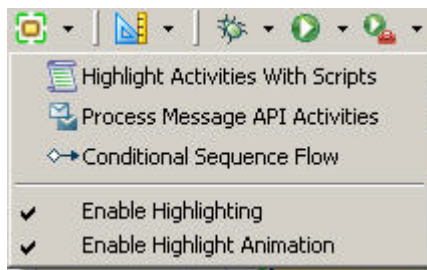 Highlight Activities With Scripts
Process Message API Activities
Conditional Sequence Flow
Enable Highlighting
Enable Highlight Animation